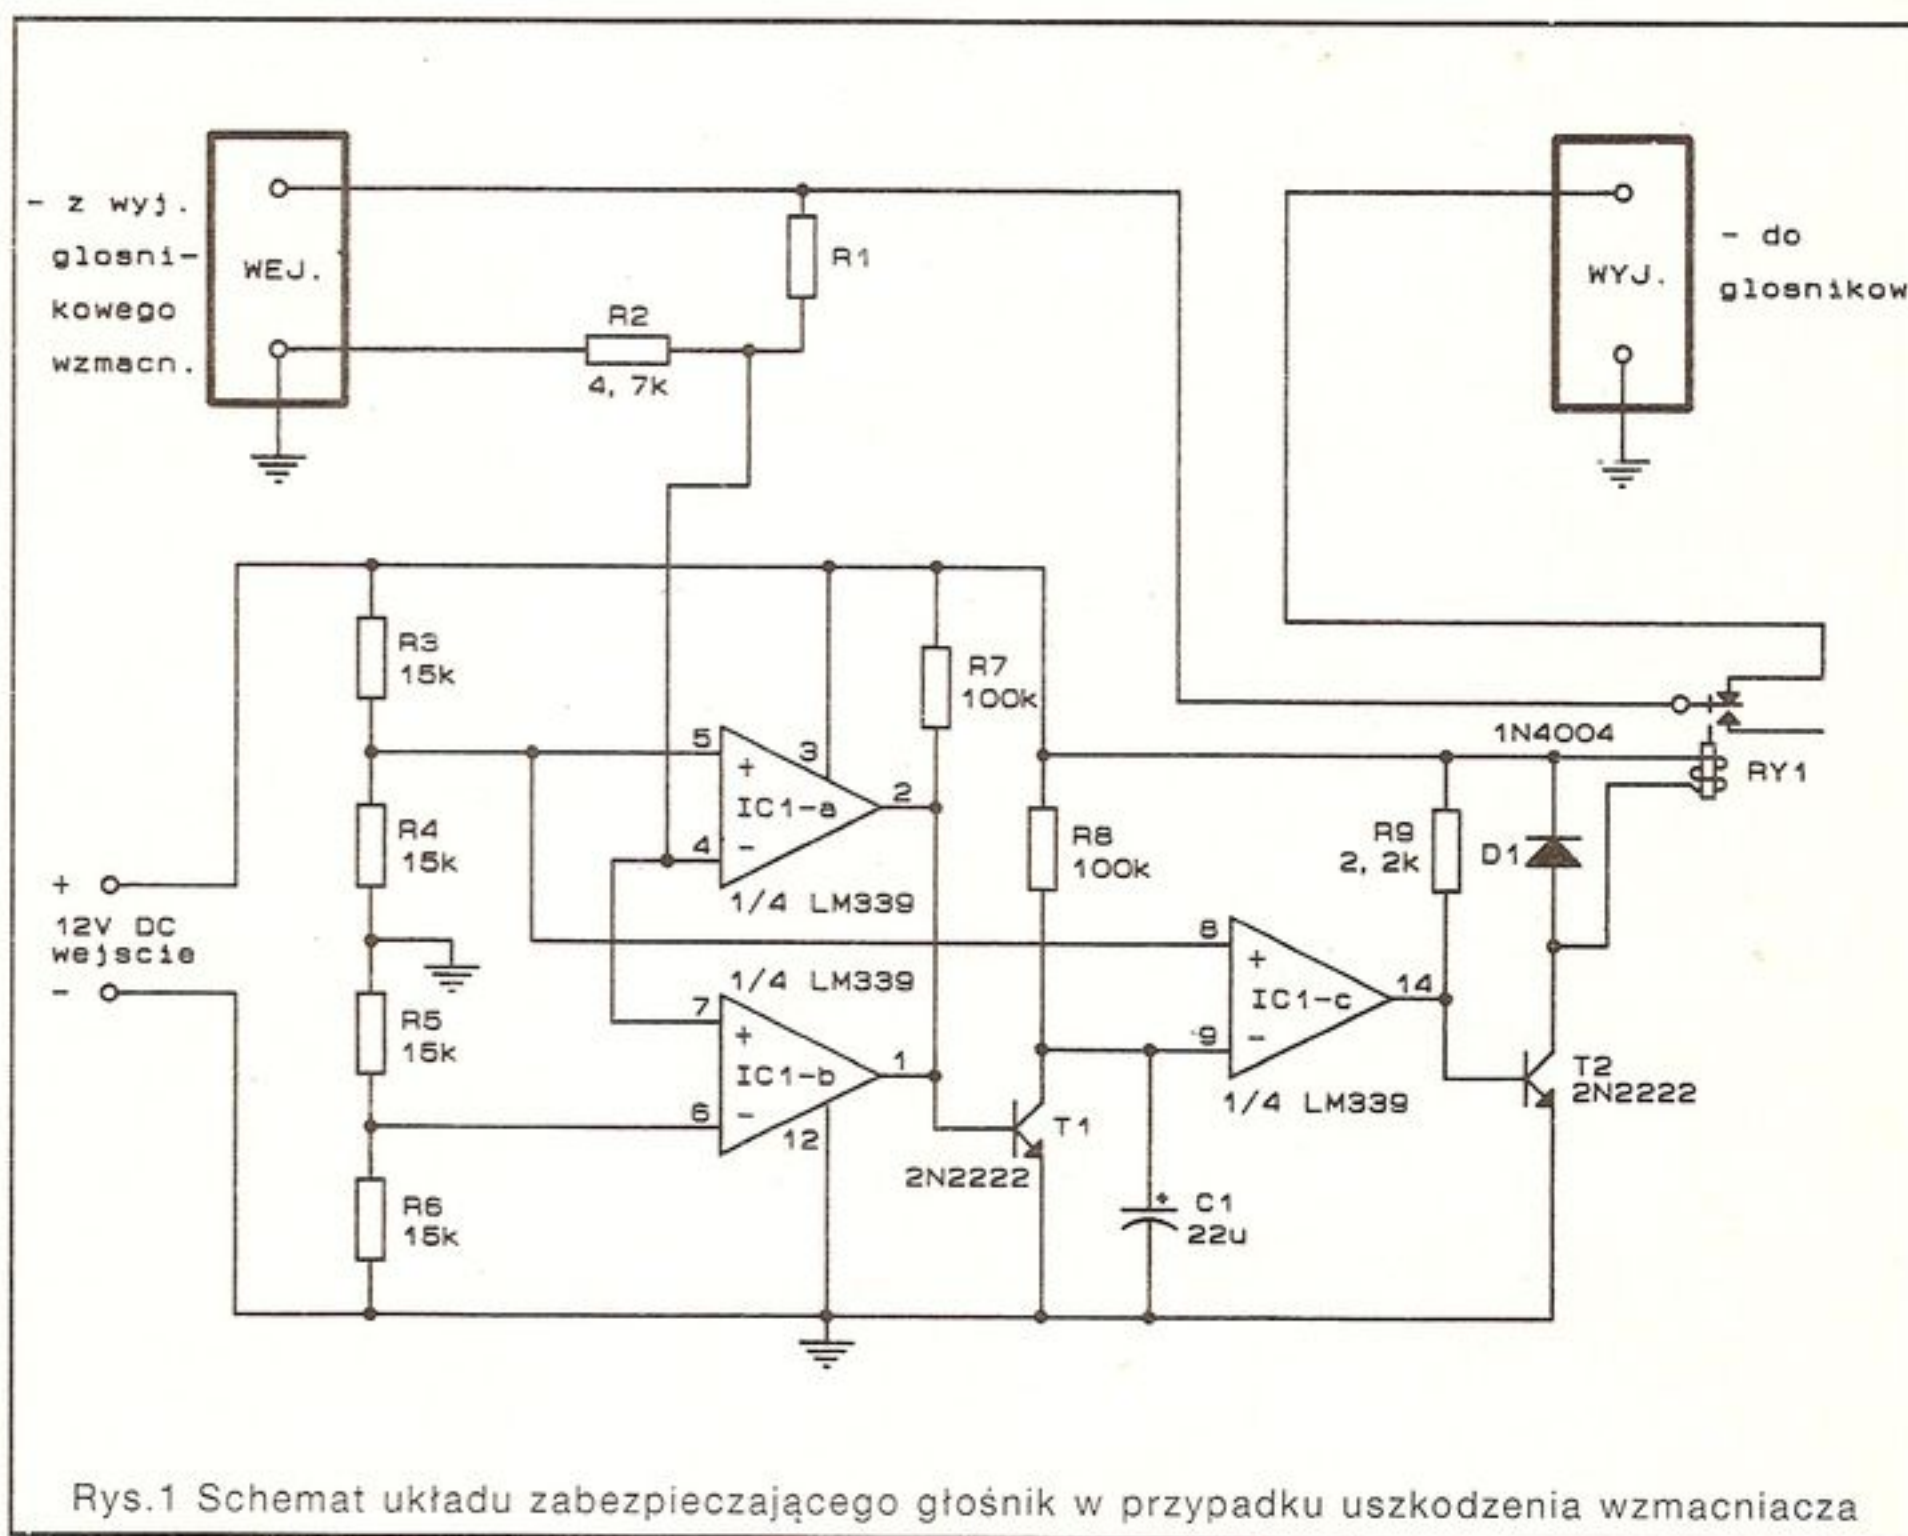 - z wyj.
glosni-
kowego
wzmacn.
WEJ.
R1
R2
4, 7k
WYJ.
- do
glosnikow
R3
15k
R4
15k
R5
15k
R6
15k
+
12V DC
wejscie
-
5
+
3
IC1-a
2
4
-
1/4 LM339
R7
100k
1/4 LM339
7
+
IC1-b
1
6
-
12
R8
100k
T1
2N2222
+
C1
22u
8
+
IC1-c
14
9
-
1/4 LM339
R9
2, 2k
D1
1N4004
RY1
T2
2N2222
Rys.1 Schemat układu zabezpieczającego głośnik w przypadku uszkodzenia wzmacniacza